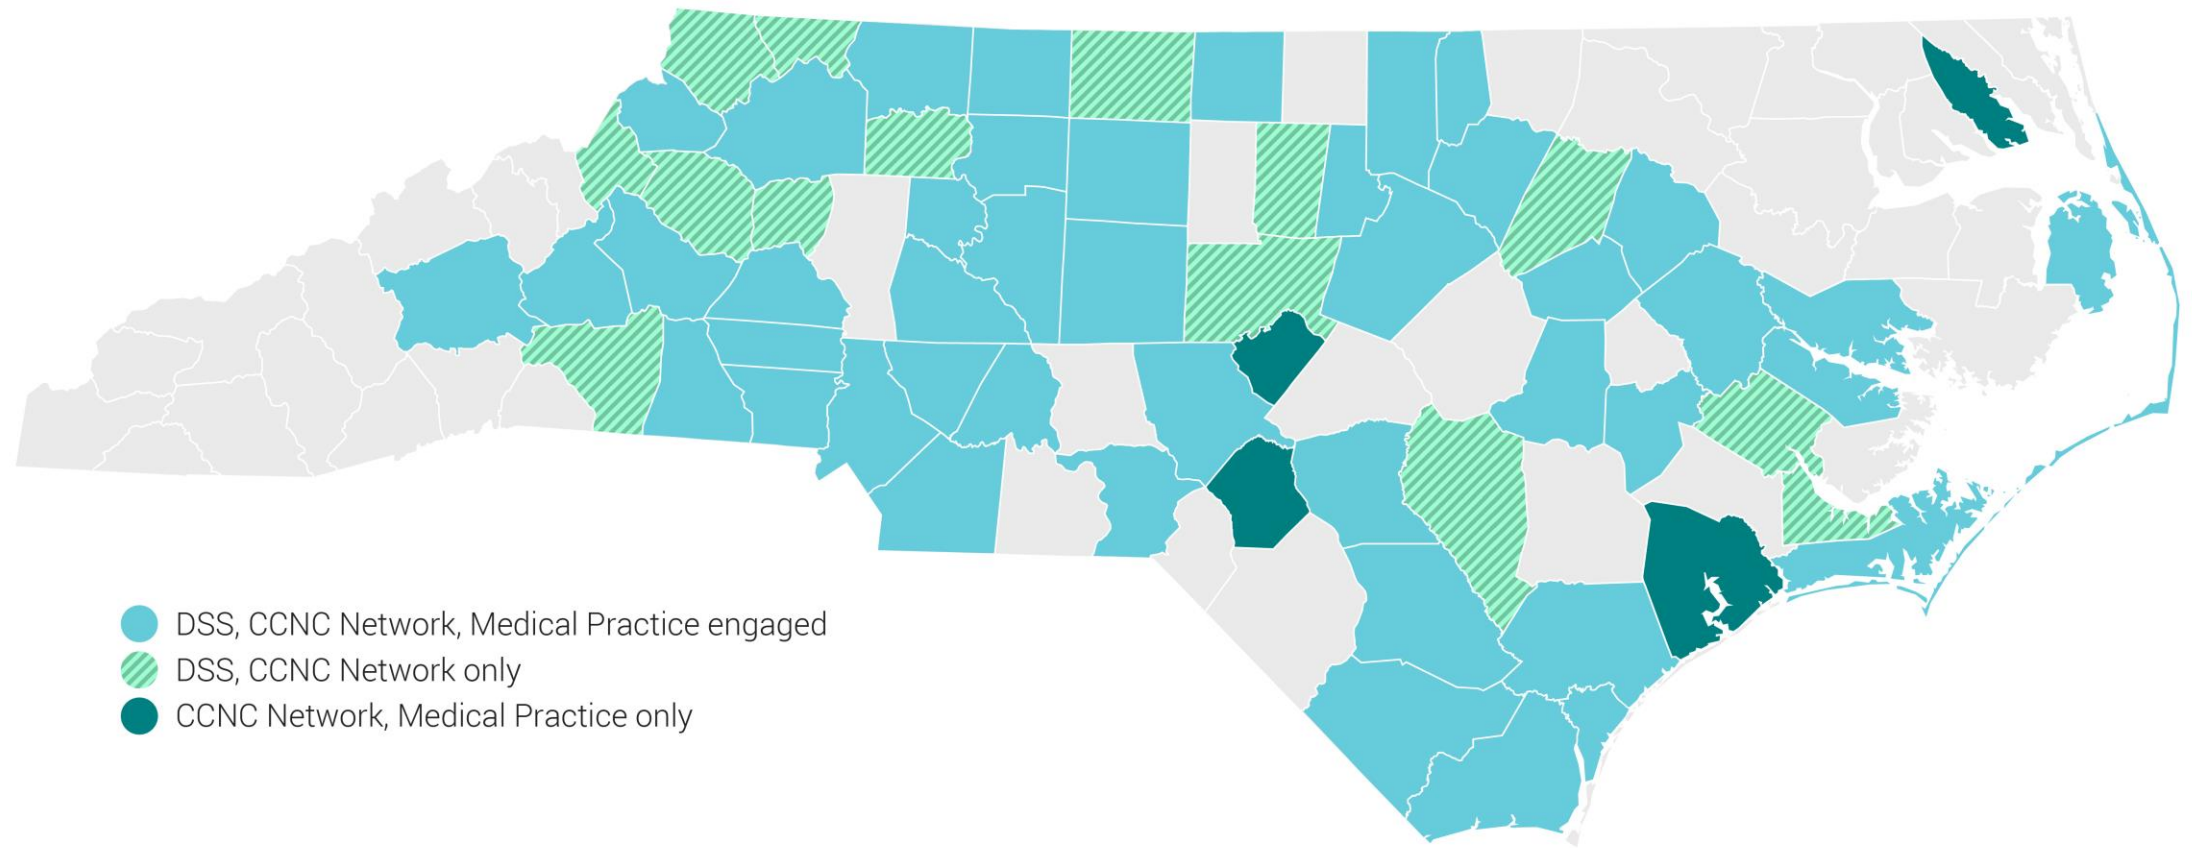 DSS, CCNC Network, Medical Practice engaged
DSS, CCNC Network only
CCNC Network, Medical Practice only